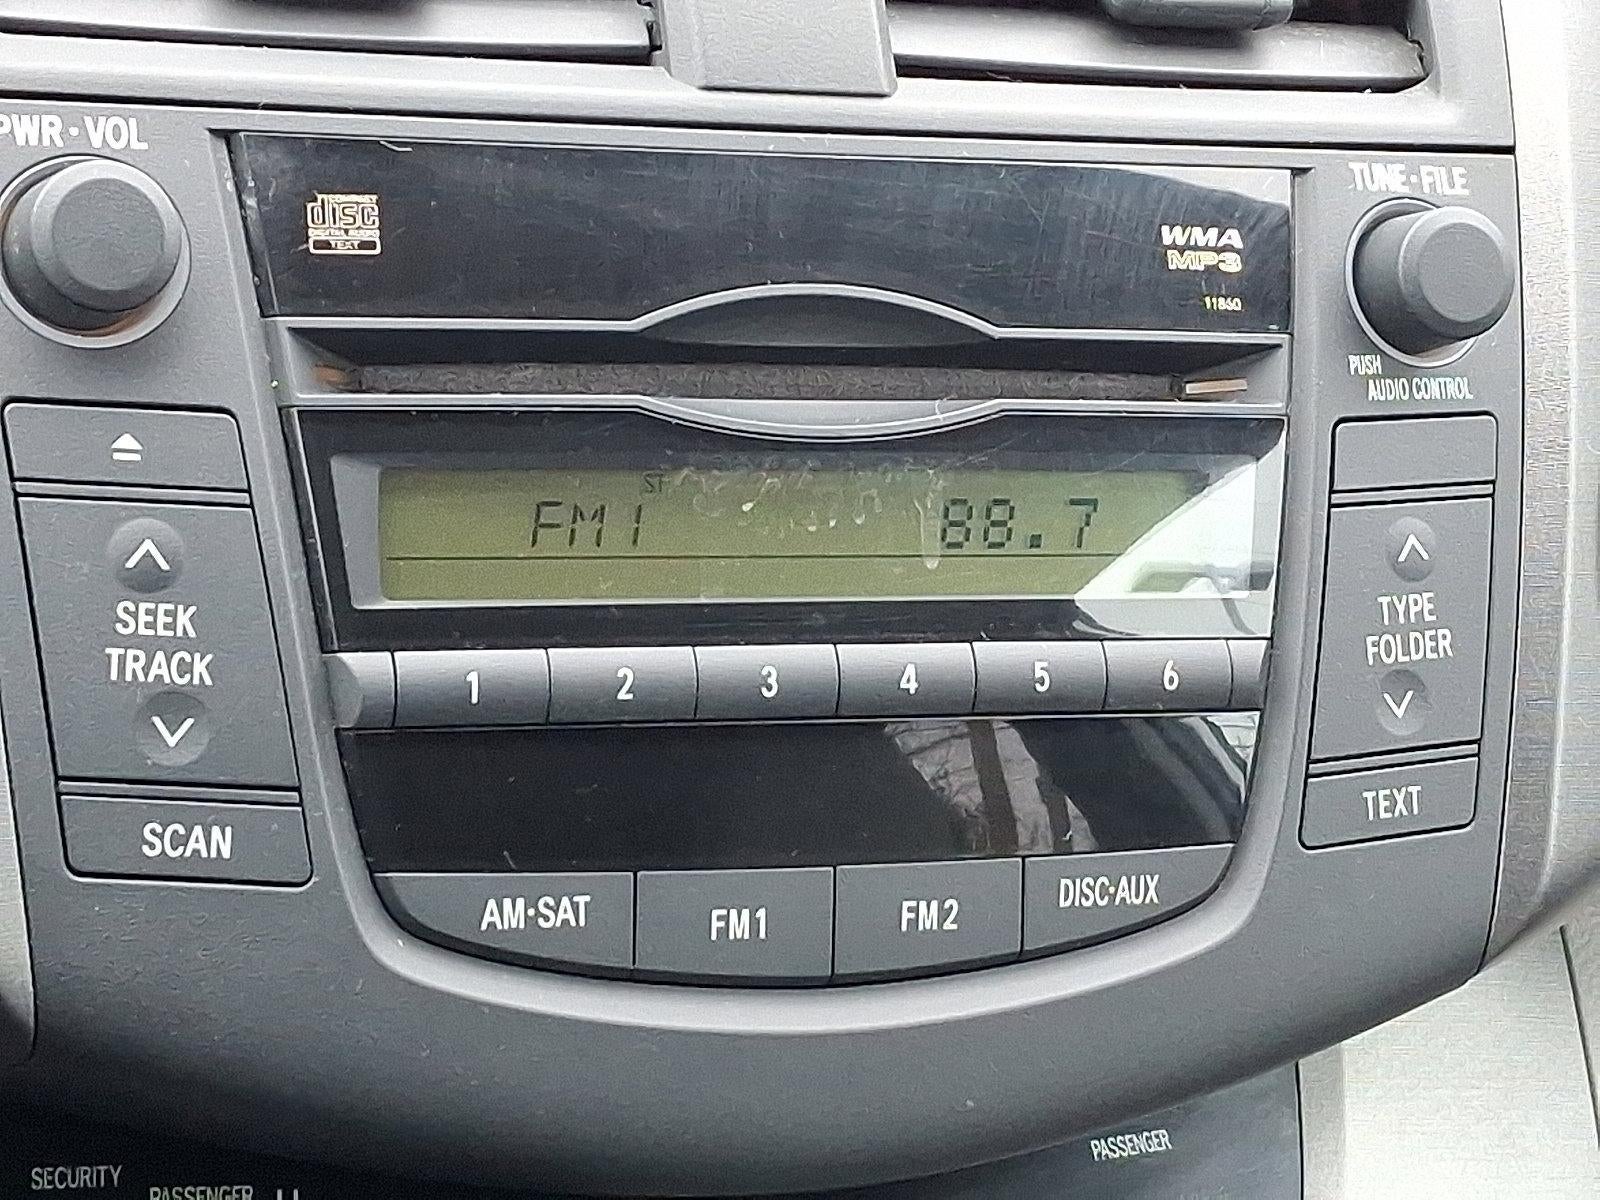 PWR·VOL
TUNE·FILE
COMPACT
disc
DIGITAL AUDIO
TEXT
WMA
MP3
11860
PUSH
AUDIO CONTROL
ST
FM1 88.7
SEEK
TRACK
TYPE
FOLDER
1 2 3 4 5 6
SCAN
TEXT
AM·SAT FM1 FM2 DISC·AUX
PASSENGER
SECURITY
PASSENGER